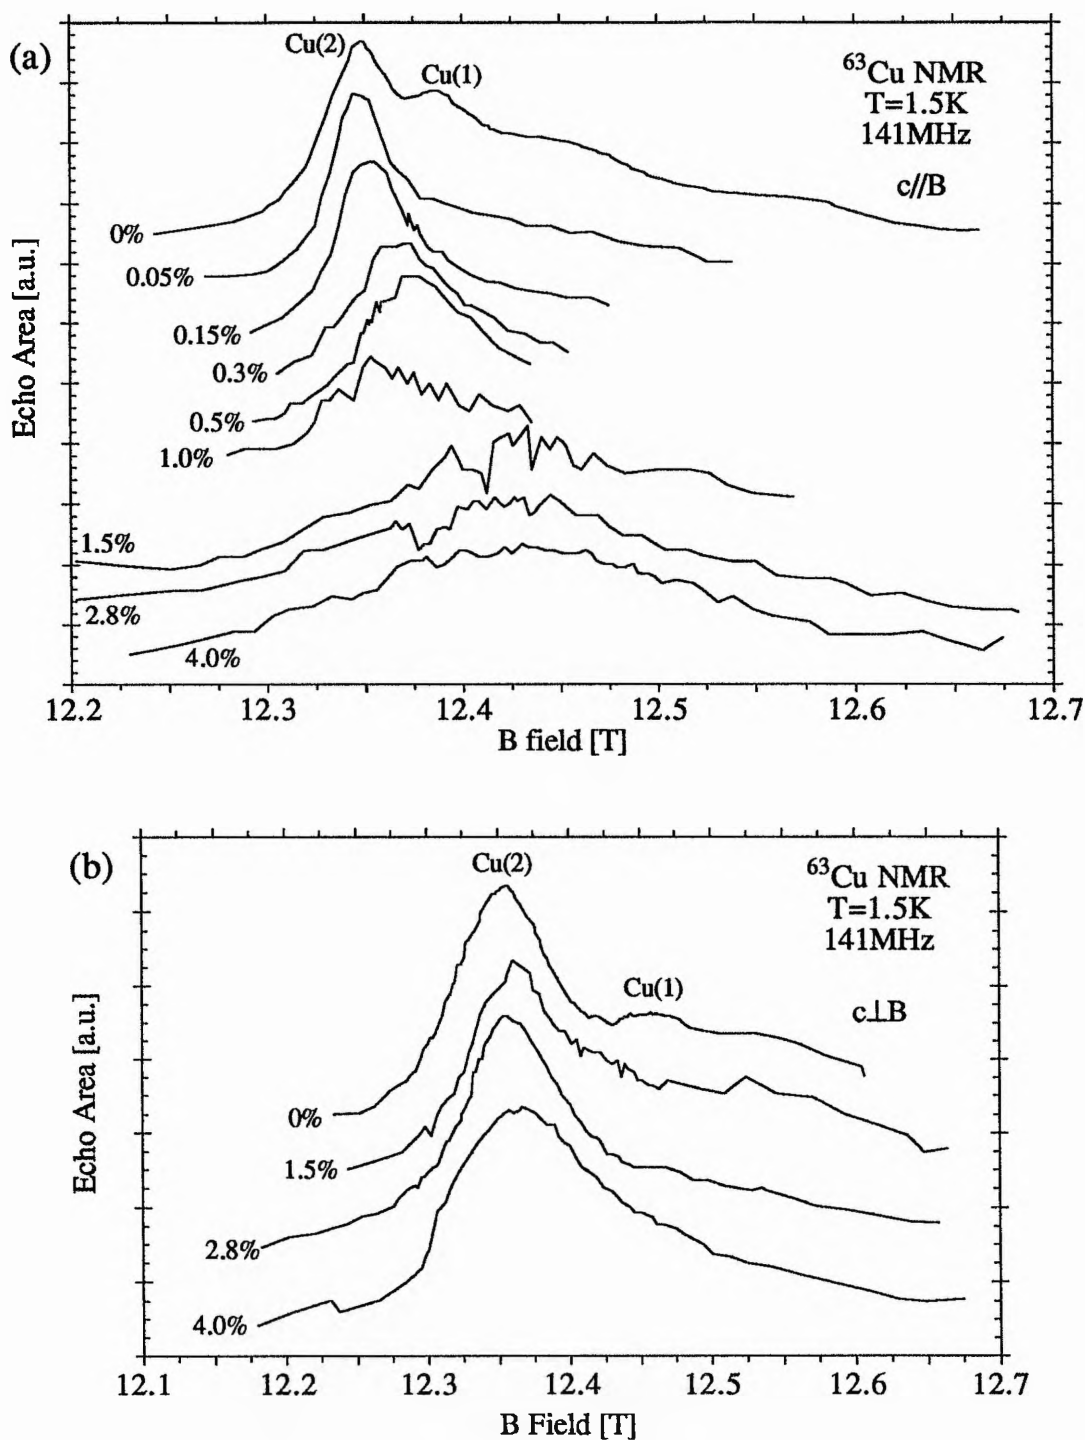 (a)
Cu(2)
Cu(1)
⁶³Cu NMR
T=1.5K
141MHz
c//B
Echo Area [a.u.]
0%
0.05%
0.15%
0.3%
0.5%
1.0%
1.5%
2.8%
4.0%
12.2 12.3 12.4 12.5 12.6 12.7
B field [T]
(b)
Cu(2)
Cu(1)
⁶³Cu NMR
T=1.5K
141MHz
c⊥B
Echo Area [a.u.]
0%
1.5%
2.8%
4.0%
12.1 12.2 12.3 12.4 12.5 12.6 12.7
B Field [T]